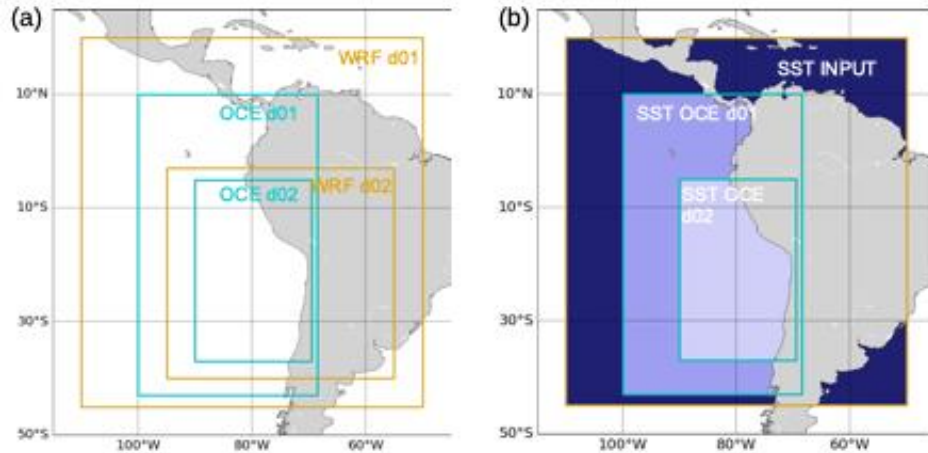 (a)
WRF d01
10°N
OCE d01
OCE d02
WRF d02
10°S
30°S
50°S
100°W
80°W
60°W
(b)
SST INPUT
10°N
SST OCE d01
SST OCE
d02
10°S
30°S
50°S
100°W
80°W
60°W